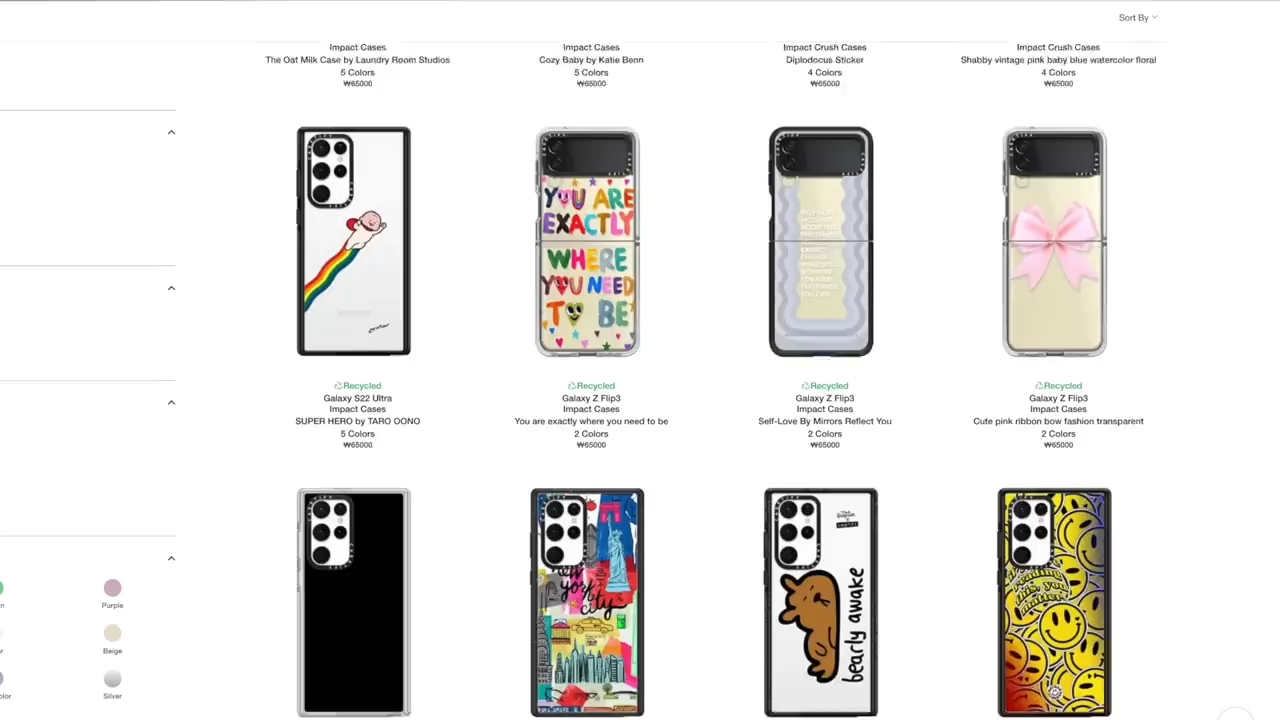 Sort By
Impact Cases
The Oat Milk Case by Laundry Room Studios
5 Colors
₩65000
Impact Cases
Cozy Baby by Katie Benn
5 Colors
₩65000
Impact Crush Cases
Diplodocus Sticker
4 Colors
₩65000
Impact Crush Cases
Shabby vintage pink baby blue watercolor floral
4 Colors
₩65000
YOU ARE
EXACTLY
WHERE
YOU NEED
TO BE
Recycled
Galaxy S22 Ultra
Impact Cases
SUPER HERO by TARO OONO
5 Colors
₩65000
Recycled
Galaxy Z Flip3
Impact Cases
You are exactly where you need to be
2 Colors
₩65000
Recycled
Galaxy Z Flip3
Impact Cases
Self-Love By Mirrors Reflect You
2 Colors
₩65000
Recycled
Galaxy Z Flip3
Impact Cases
Cute pink ribbon bow fashion transparent
2 Colors
₩65000
new
york
city
bearly awake
Purple
Beige
Silver